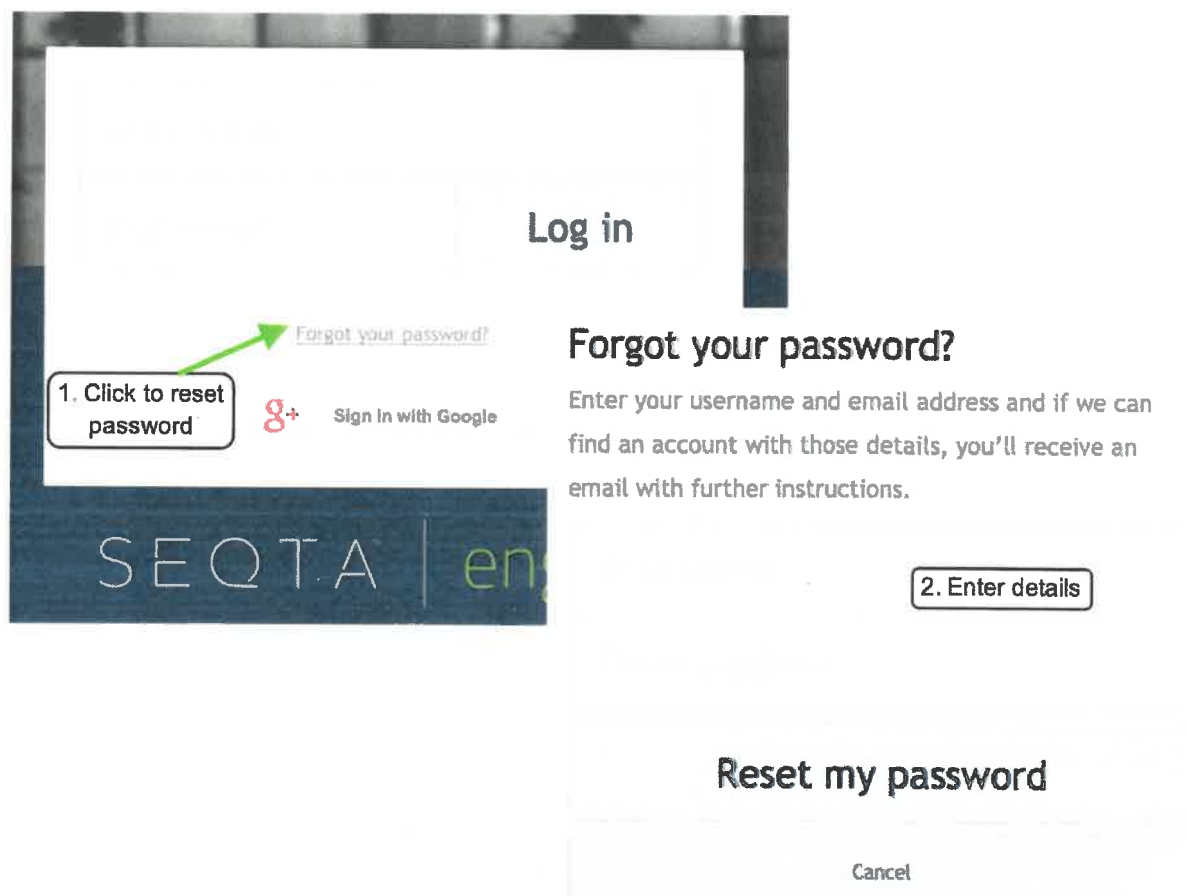 Log in
Forgot your password?
1. Click to reset
password
g+ Sign in with Google
SEQTA
Forgot your password?
Enter your username and email address and if we can
find an account with those details, you'll receive an
email with further instructions.
2. Enter details
Reset my password
Cancel